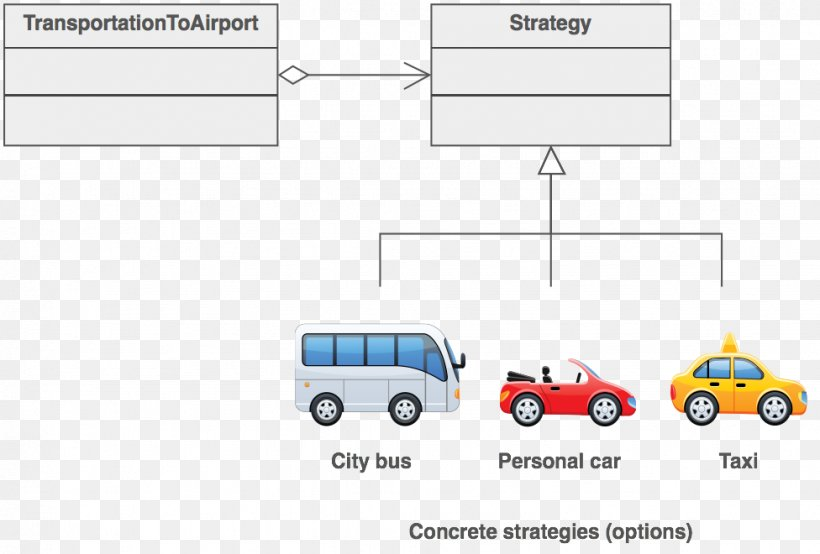 TransportationToAirport
Strategy
City bus
Personal car
Taxi
Concrete strategies (options)